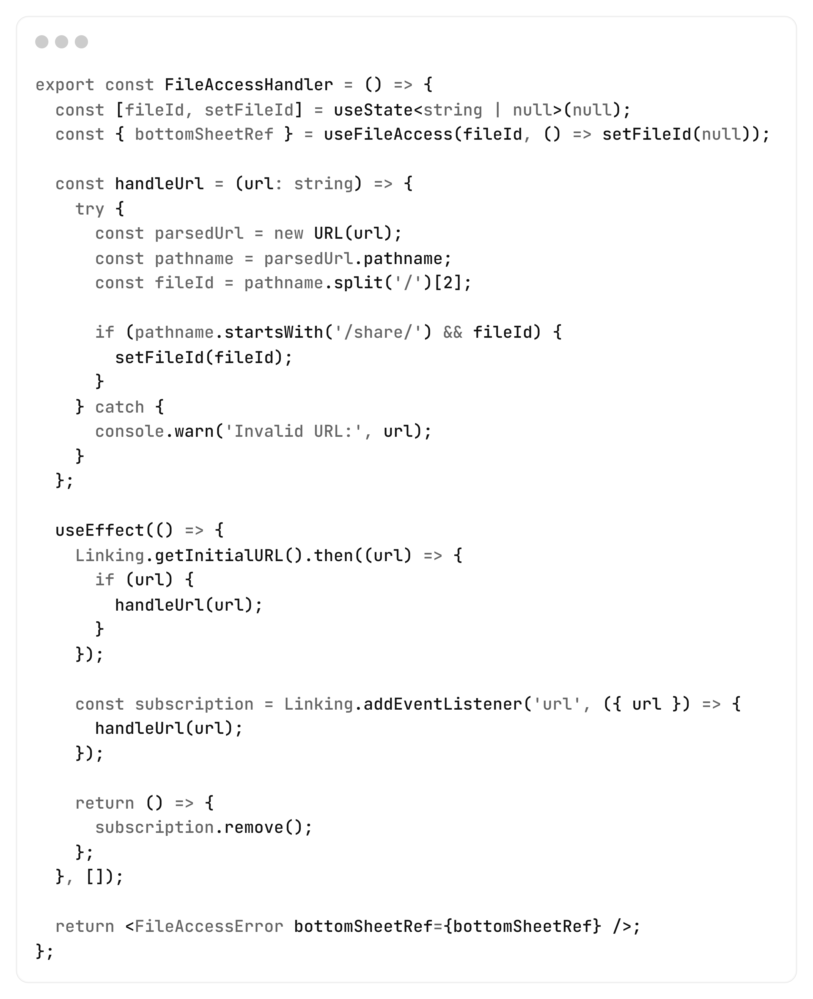 export const FileAccessHandler = () => {
  const [fileId, setFileId] = useState<string | null>(null);
  const { bottomSheetRef } = useFileAccess(fileId, () => setFileId(null));

  const handleUrl = (url: string) => {
    try {
      const parsedUrl = new URL(url);
      const pathname = parsedUrl.pathname;
      const fileId = pathname.split('/')[2];

      if (pathname.startsWith('/share/') && fileId) {
        setFileId(fileId);
      }
    } catch {
      console.warn('Invalid URL:', url);
    }
  };

  useEffect(() => {
    Linking.getInitialURL().then((url) => {
      if (url) {
        handleUrl(url);
      }
    });

    const subscription = Linking.addEventListener('url', ({ url }) => {
      handleUrl(url);
    });

    return () => {
      subscription.remove();
    };
  }, []);

  return <FileAccessError bottomSheetRef={bottomSheetRef} />;
};